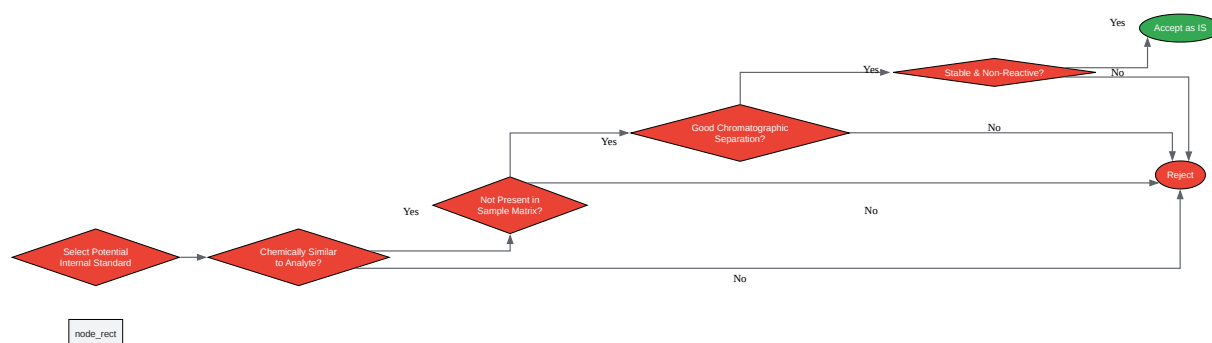 Yes
Accept as IS
Yes
Stable & Non-Reactive?
No
Good Chromatographic
Separation?
No
Yes
Reject
Not Present in
Sample Matrix?
Yes
No
Select Potential
Internal Standard
Chemically Similar
to Analyte?
No
node_rect